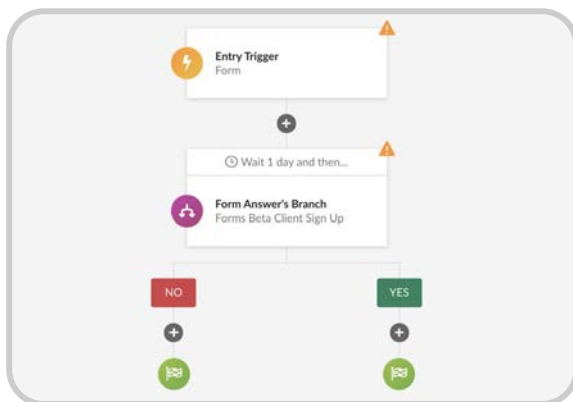 Entry Trigger
Form
Wait 1 day and then...
Form Answer's Branch
Forms Beta Client Sign Up
NO
YES